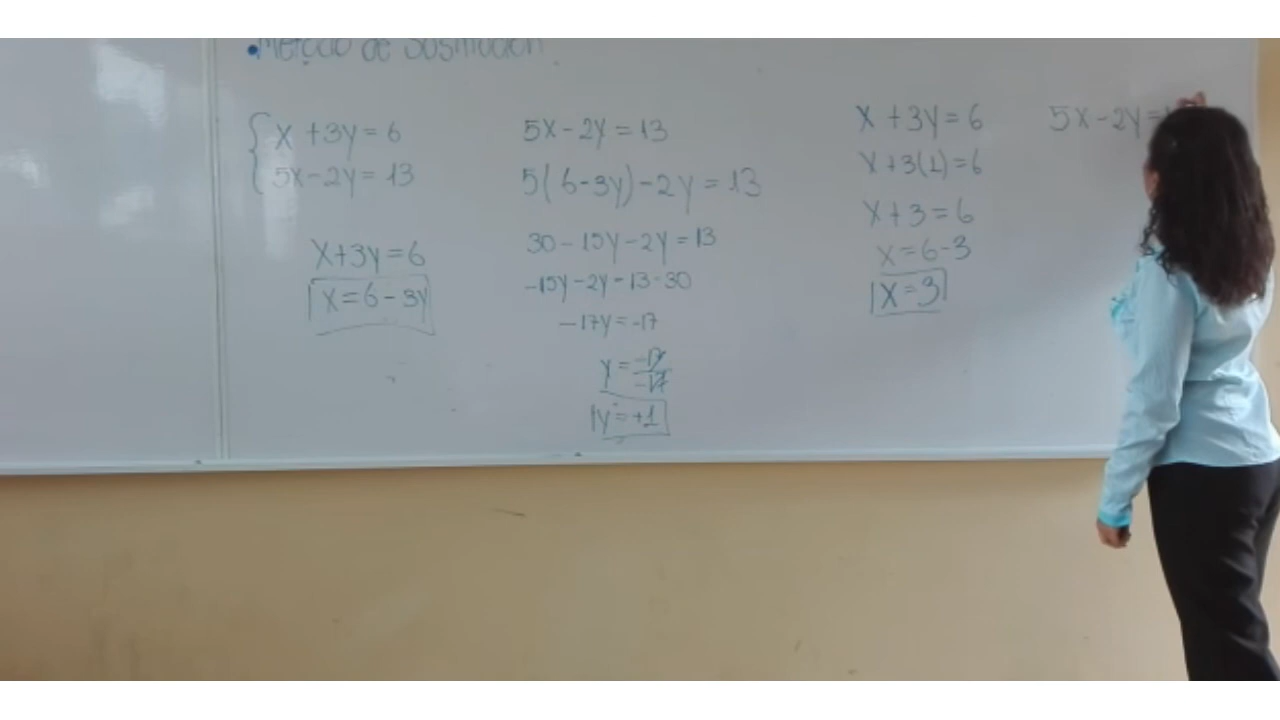 •Método de Sustitución
x + 3y = 6
5x - 2y = 13
x + 3y = 6
x = 6 - 3y
5x - 2y = 13
5(6 - 3y) - 2y = 13
30 - 15y - 2y = 13
-15y - 2y = 13 - 30
-17y = -17
y = -17/-17
y = +1
x + 3y = 6
x + 3(1) = 6
x + 3 = 6
x = 6 - 3
x = 3
5x - 2y =